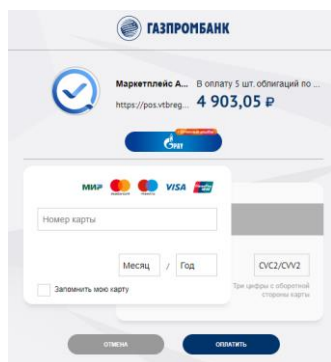 ГАЗПРОМБАНК
Маркетплейс А... В оплату 5 шт. облигаций по ...
https://pos.vtbreg... 4 903,05 ₽
GPAY
МИР VISA
Номер карты
Месяц / Год CVC2/CVV2
Запомнить мою карту
Три цифры с оборотной
стороны карты
ОТМЕНА ОПЛАТИТЬ